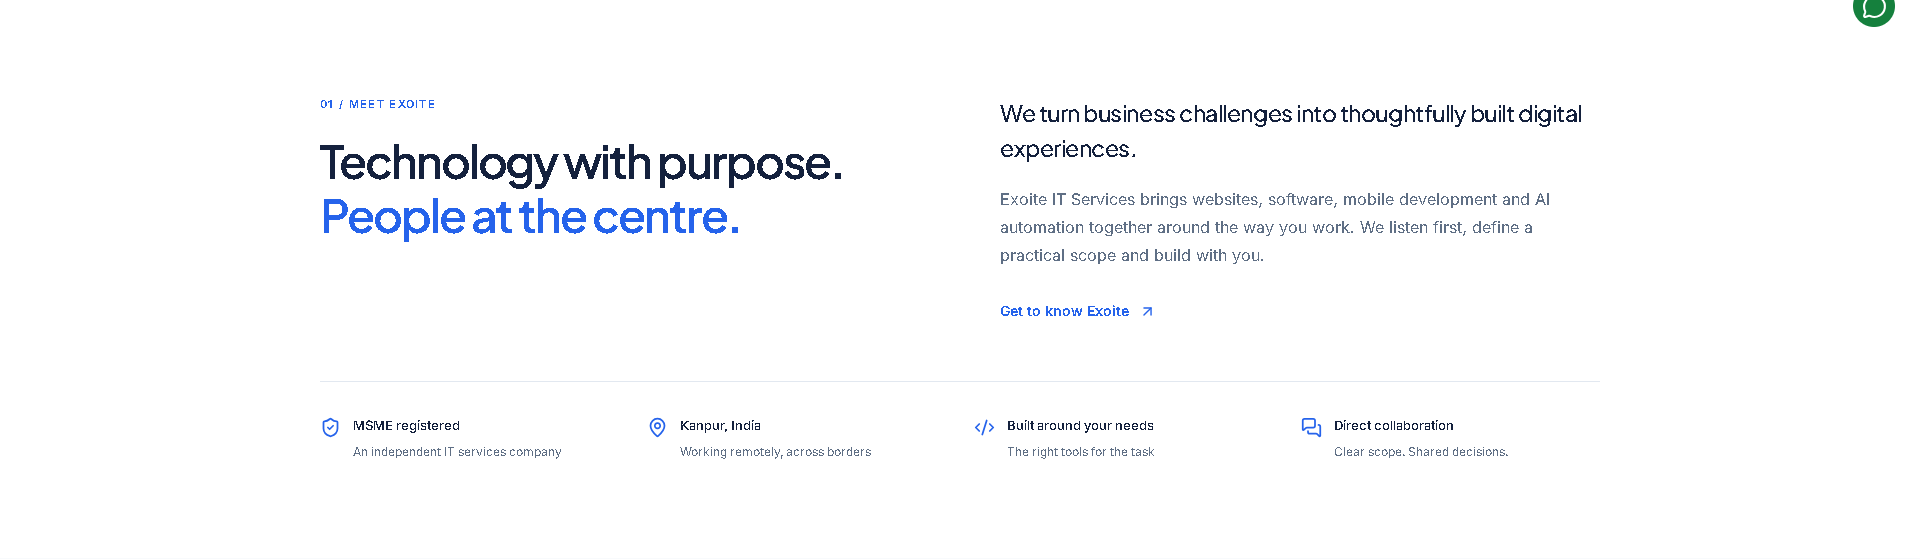 01 / MEET EXOITE
Technology with purpose.
People at the centre.
We turn business challenges into thoughtfully built digital
experiences.
Exoite IT Services brings websites, software, mobile development and AI
automation together around the way you work. We listen first, define a
practical scope and build with you.
Get to know Exoite
MSME registered
An independent IT services company
Kanpur, India
Working remotely, across borders
Built around your needs
The right tools for the task
Direct collaboration
Clear scope. Shared decisions.